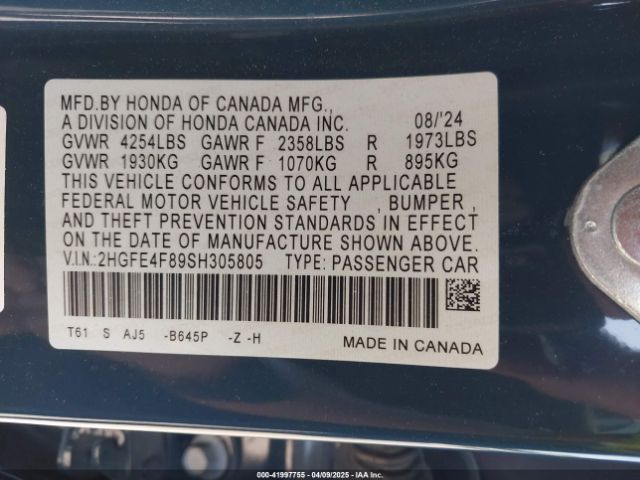 MFD.BY HONDA OF CANADA MFG.,
A DIVISION OF HONDA CANADA INC. 08/'24
GVWR 4254LBS GAWR F 2358LBS R 1973LBS
GVWR 1930KG GAWR F 1070KG R 895KG
THIS VEHICLE CONFORMS TO ALL APPLICABLE
FEDERAL MOTOR VEHICLE SAFETY , BUMPER ,
AND THEFT PREVENTION STANDARDS IN EFFECT
ON THE DATE OF MANUFACTURE SHOWN ABOVE.
V.I.N.:2HGFE4F89SH305805 TYPE: PASSENGER CAR
T61 S AJ5 -B645P -Z -H
MADE IN CANADA
000-41997755 - 04/09/2025 - IAA Inc.